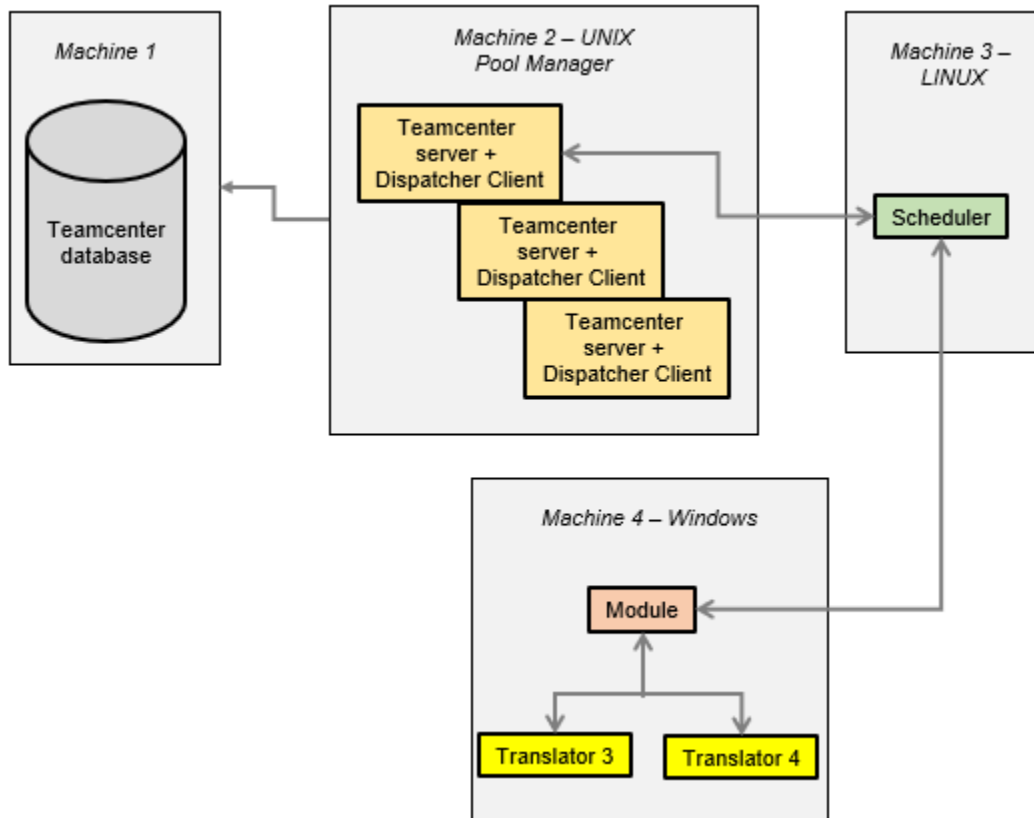 Machine 1
Teamcenter
database
Machine 2 – UNIX
Pool Manager
Teamcenter
server +
Dispatcher Client
Teamcenter
server +
Dispatcher Client
Teamcenter
server +
Dispatcher Client
Machine 3 –
LINUX
Scheduler
Machine 4 – Windows
Module
Translator 3
Translator 4